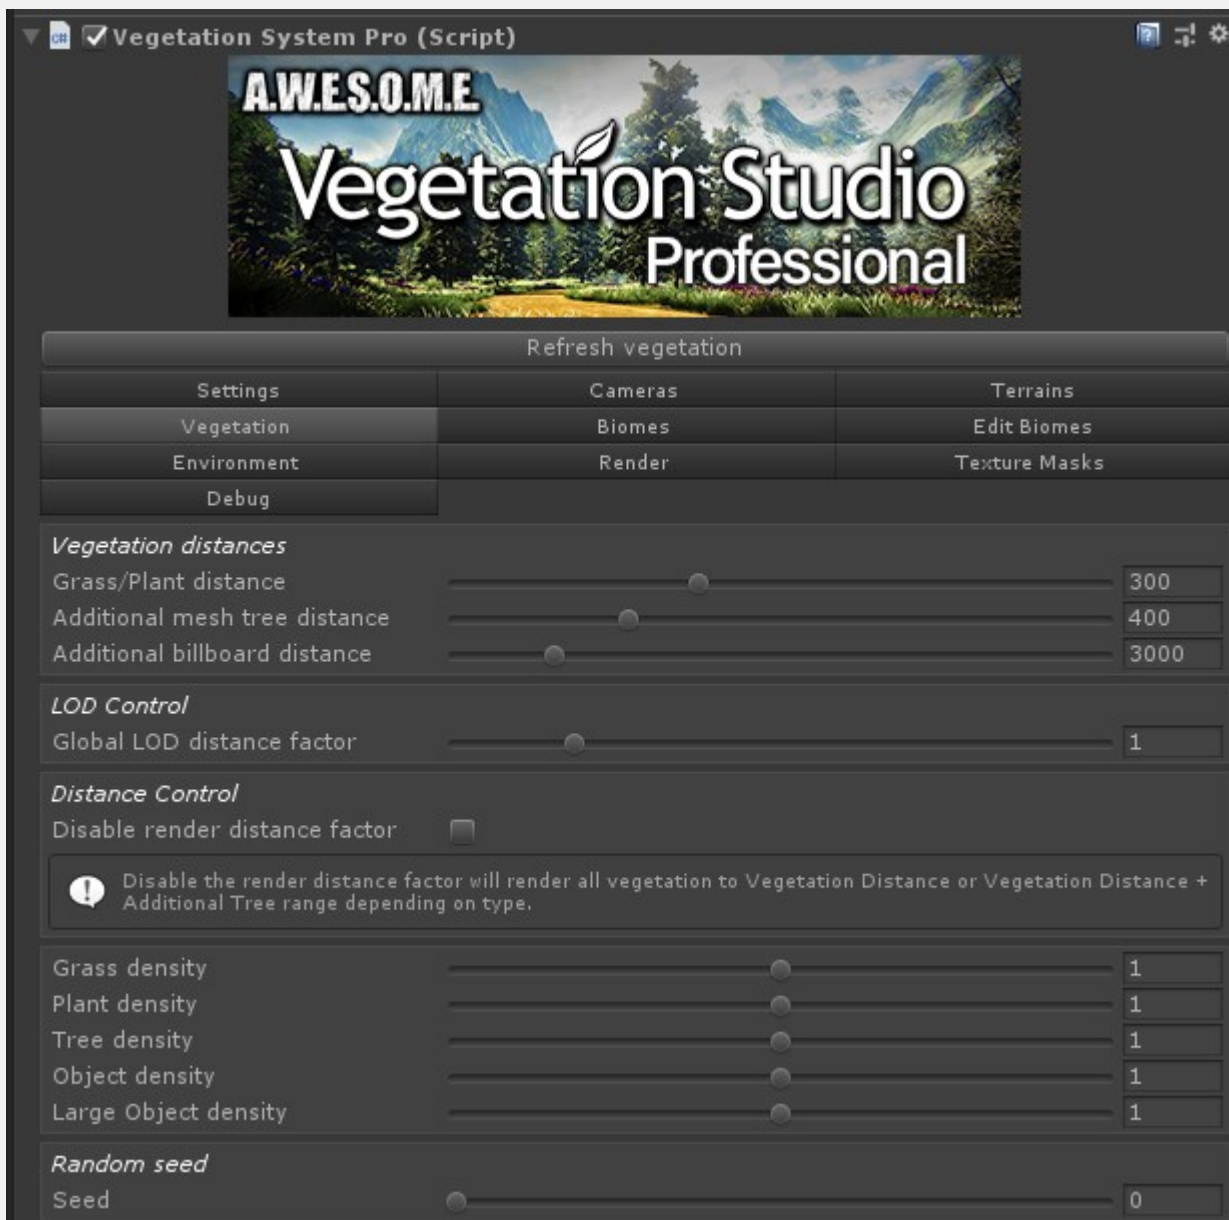 Vegetation System Pro (Script)
A.W.E.S.O.M.E.
Vegetation Studio
Professional
Refresh vegetation
Settings Cameras Terrains
Vegetation Biomes Edit Biomes
Environment Render Texture Masks
Debug
Vegetation distances
Grass/Plant distance 300
Additional mesh tree distance 400
Additional billboard distance 3000
LOD Control
Global LOD distance factor 1
Distance Control
Disable render distance factor
Disable the render distance factor will render all vegetation to Vegetation Distance or Vegetation Distance +
Additional Tree range depending on type.
Grass density 1
Plant density 1
Tree density 1
Object density 1
Large Object density 1
Random seed
Seed 0